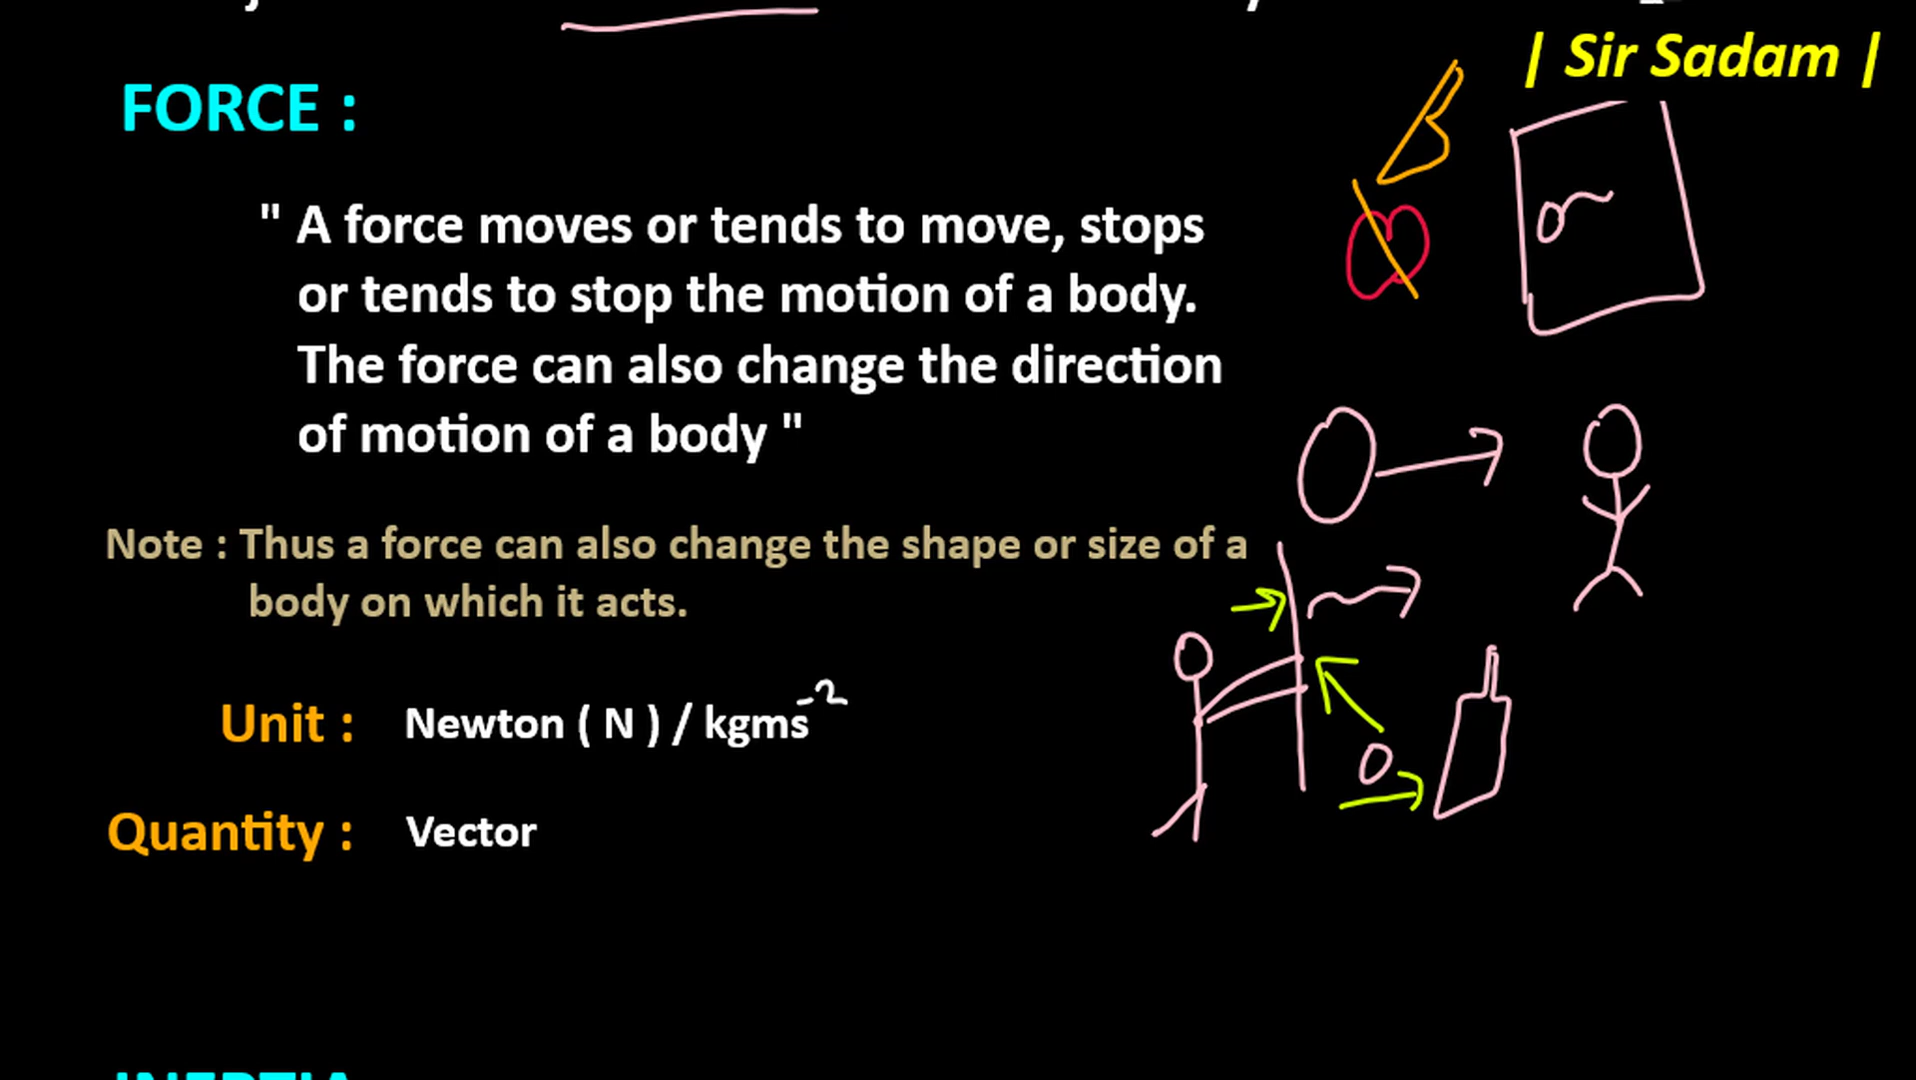 | Sir Sadam |
FORCE :
" A force moves or tends to move, stops
or tends to stop the motion of a body.
The force can also change the direction
of motion of a body "
Note : Thus a force can also change the shape or size of a
body on which it acts.
Unit : Newton ( N ) / kgms⁻²
Quantity : Vector
INERTIA